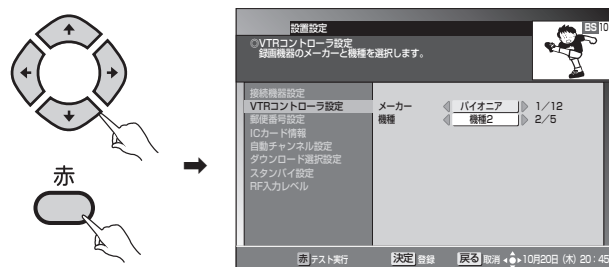 赤
設置設定
BS 10
◎VTRコントローラ設定
録画機器のメーカーと機種を選択します。
接続機器設定
VTRコントローラ設定
郵便番号設定
ICカード情報
自動チャンネル設定
ダウンロード選択設定
スタンバイ設定
RF入力レベル
メーカー パイオニア 1/12
機種 機種2 2/5
赤 テスト実行 決定 登録 戻る 取消 10月20日 (木) 20:45